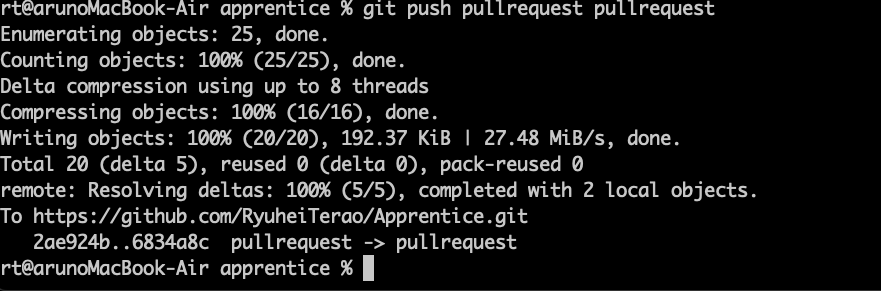 rt@arunoMacBook-Air apprentice % git push pullrequest pullrequest
Enumerating objects: 25, done.
Counting objects: 100% (25/25), done.
Delta compression using up to 8 threads
Compressing objects: 100% (16/16), done.
Writing objects: 100% (20/20), 192.37 KiB | 27.48 MiB/s, done.
Total 20 (delta 5), reused 0 (delta 0), pack-reused 0
remote: Resolving deltas: 100% (5/5), completed with 2 local objects.
To https://github.com/RyuheiTerao/Apprentice.git
   2ae924b..6834a8c  pullrequest -> pullrequest
rt@arunoMacBook-Air apprentice %